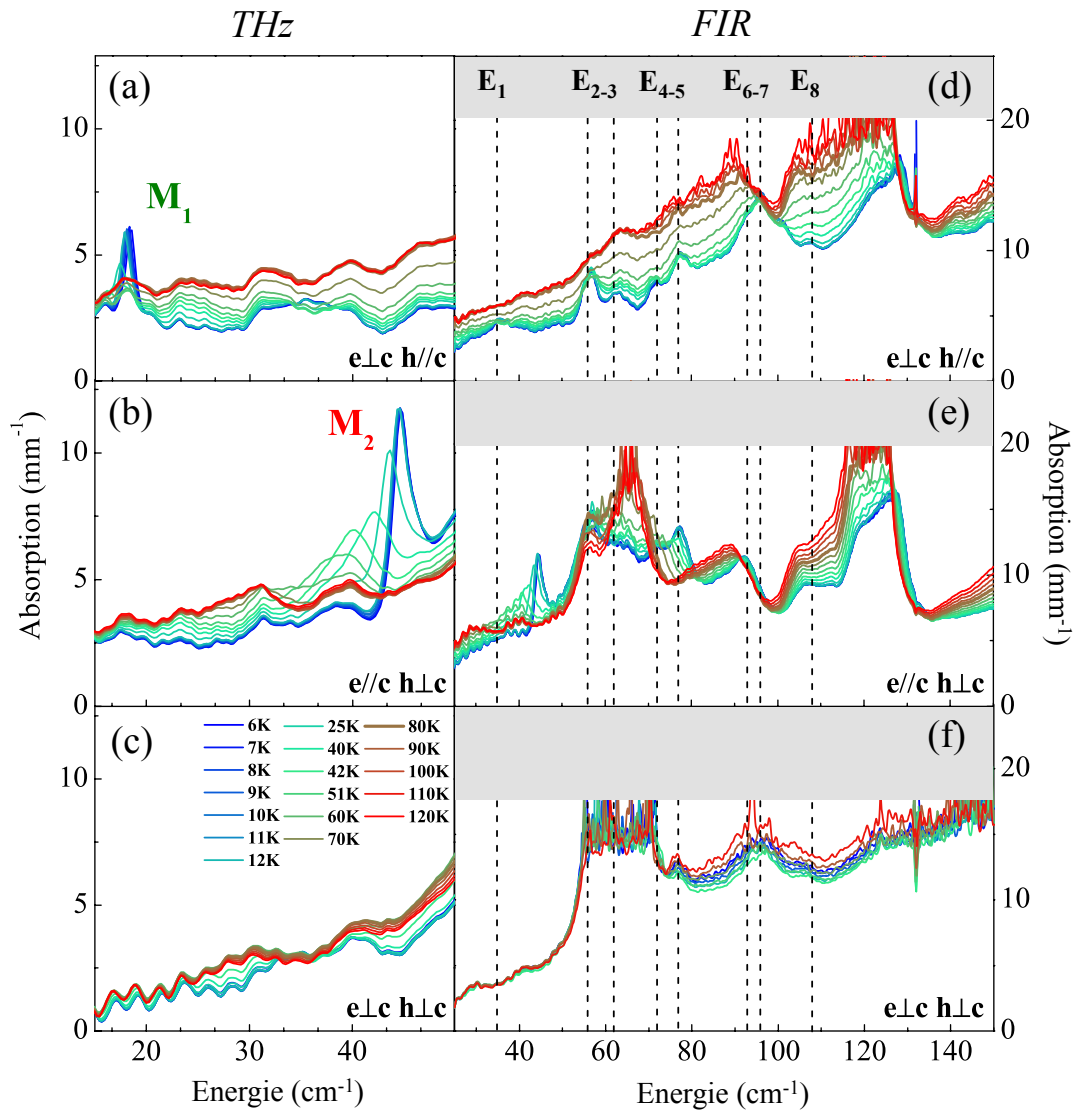 THz FIR
(a) E₁ E₂₋₃ E₄₋₅ E₆₋₇ E₈ (d)
20
10
M₁
5
10
e⊥c h//c e⊥c h//c
0 0
(b) (e)
M₂
20
10
5
10
e//c h⊥c e//c h⊥c
0 0
(c) (f)
6K 25K 80K
7K 40K 90K
8K 42K 100K
9K 51K 110K
10K 60K 120K
11K 70K
12K
20
10
5
10
e⊥c h⊥c e⊥c h⊥c
0 0
20 30 40 40 60 80 100 120 140
Energie (cm⁻¹) Energie (cm⁻¹)
Absorption (mm⁻¹)
Absorption (mm⁻¹)